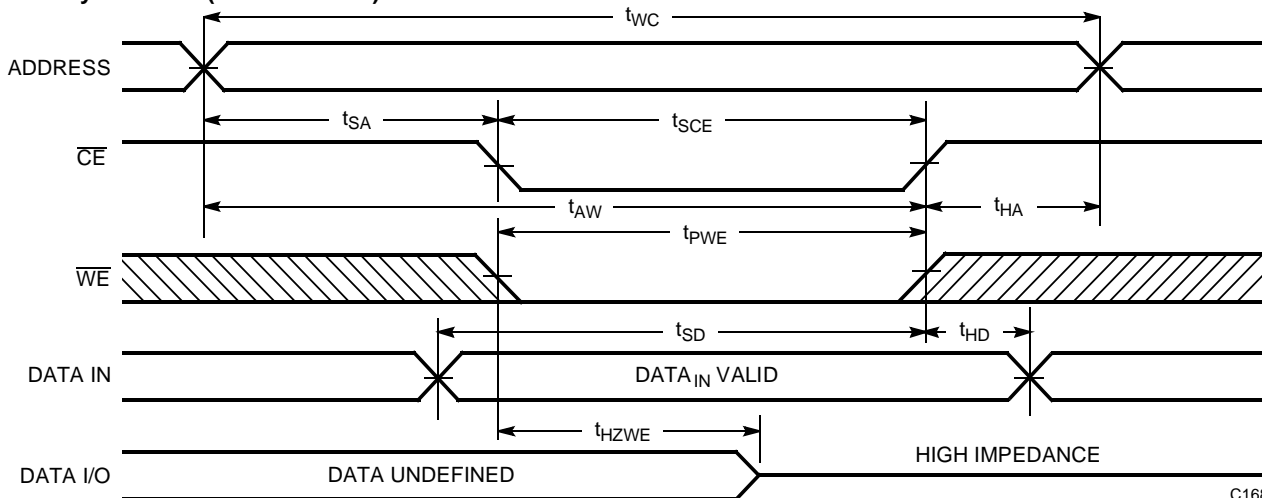 tWC
ADDRESS
tSA
tSCE
CE
tAW
tHA
tPWE
WE
tSD
tHD
DATA IN
DATAIN VALID
tHZWE
HIGH IMPEDANCE
DATA I/O
DATA UNDEFINED
C168